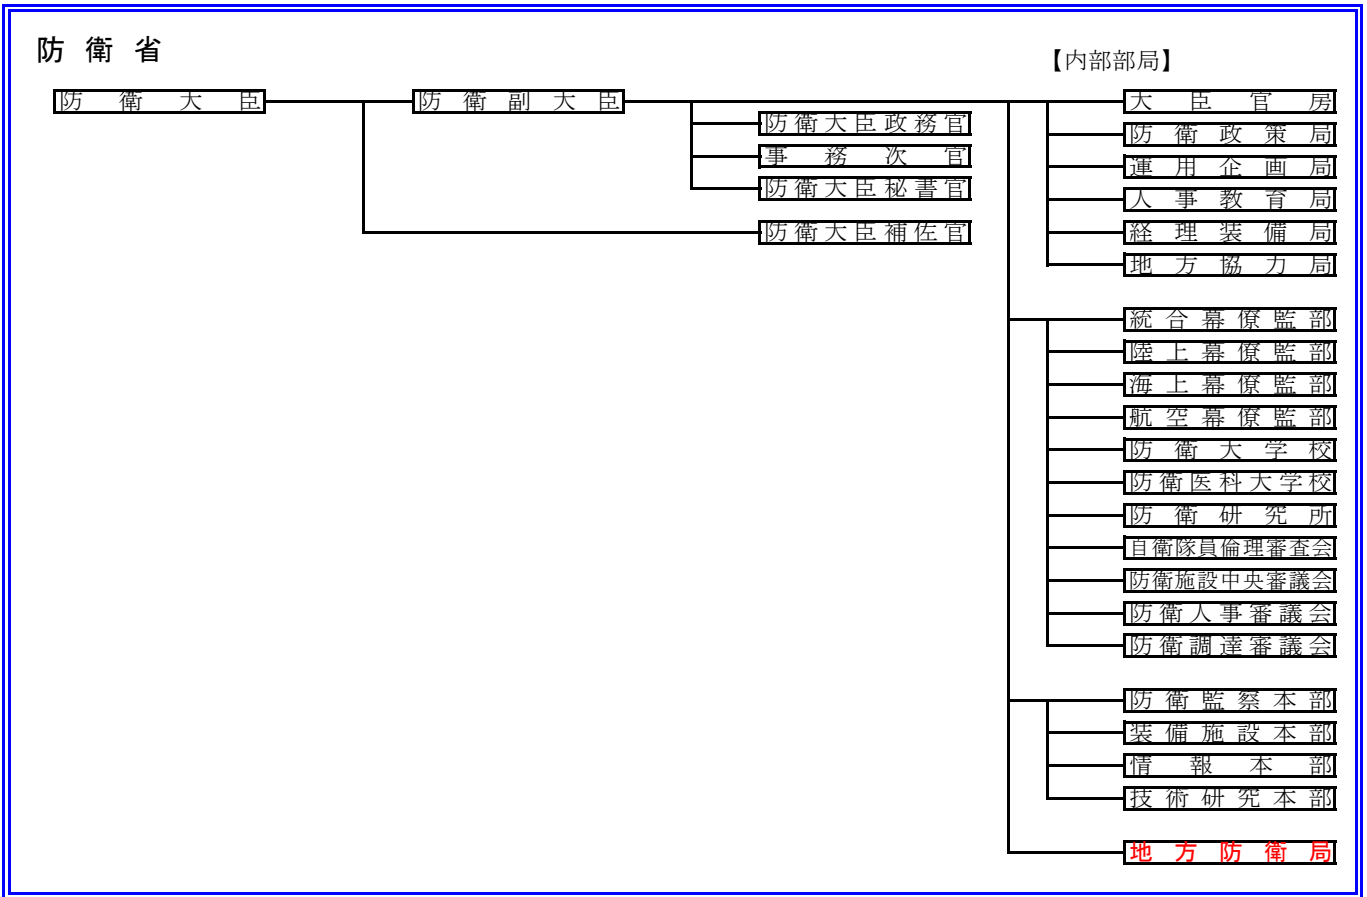 防衛省
【内部部局】
防衛大臣
防衛副大臣
大臣官房
防衛大臣政務官
防衛政策局
事務次官
運用企画局
防衛大臣秘書官
人事教育局
防衛大臣補佐官
経理装備局
地方協力局
統合幕僚監部
陸上幕僚監部
海上幕僚監部
航空幕僚監部
防衛大学校
防衛医科大学校
防衛研究所
自衛隊員倫理審査会
防衛施設中央審議会
防衛人事審議会
防衛調達審議会
防衛監察本部
装備施設本部
情報本部
技術研究本部
地方防衛局